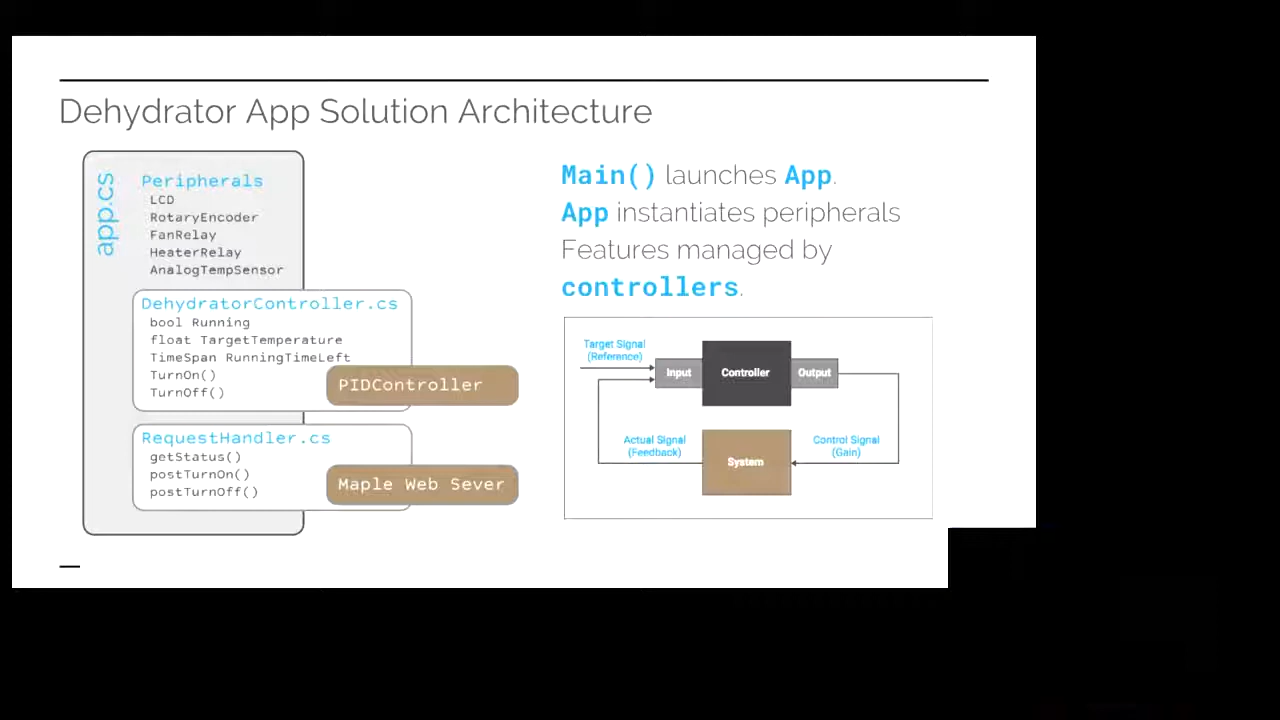 Dehydrator App Solution Architecture
app.cs
Peripherals
LCD
RotaryEncoder
FanRelay
HeaterRelay
AnalogTempSensor
DehydratorController.cs
bool Running
float TargetTemperature
TimeSpan RunningTimeLeft
TurnOn()
TurnOff()
PIDController
RequestHandler.cs
getStatus()
postTurnOn()
postTurnOff()
Maple Web Sever
Main() launches App.
App instantiates peripherals
Features managed by
controllers.
Target Signal
(Reference)
Input
Controller
Output
Actual Signal
(Feedback)
System
Control Signal
(Gain)